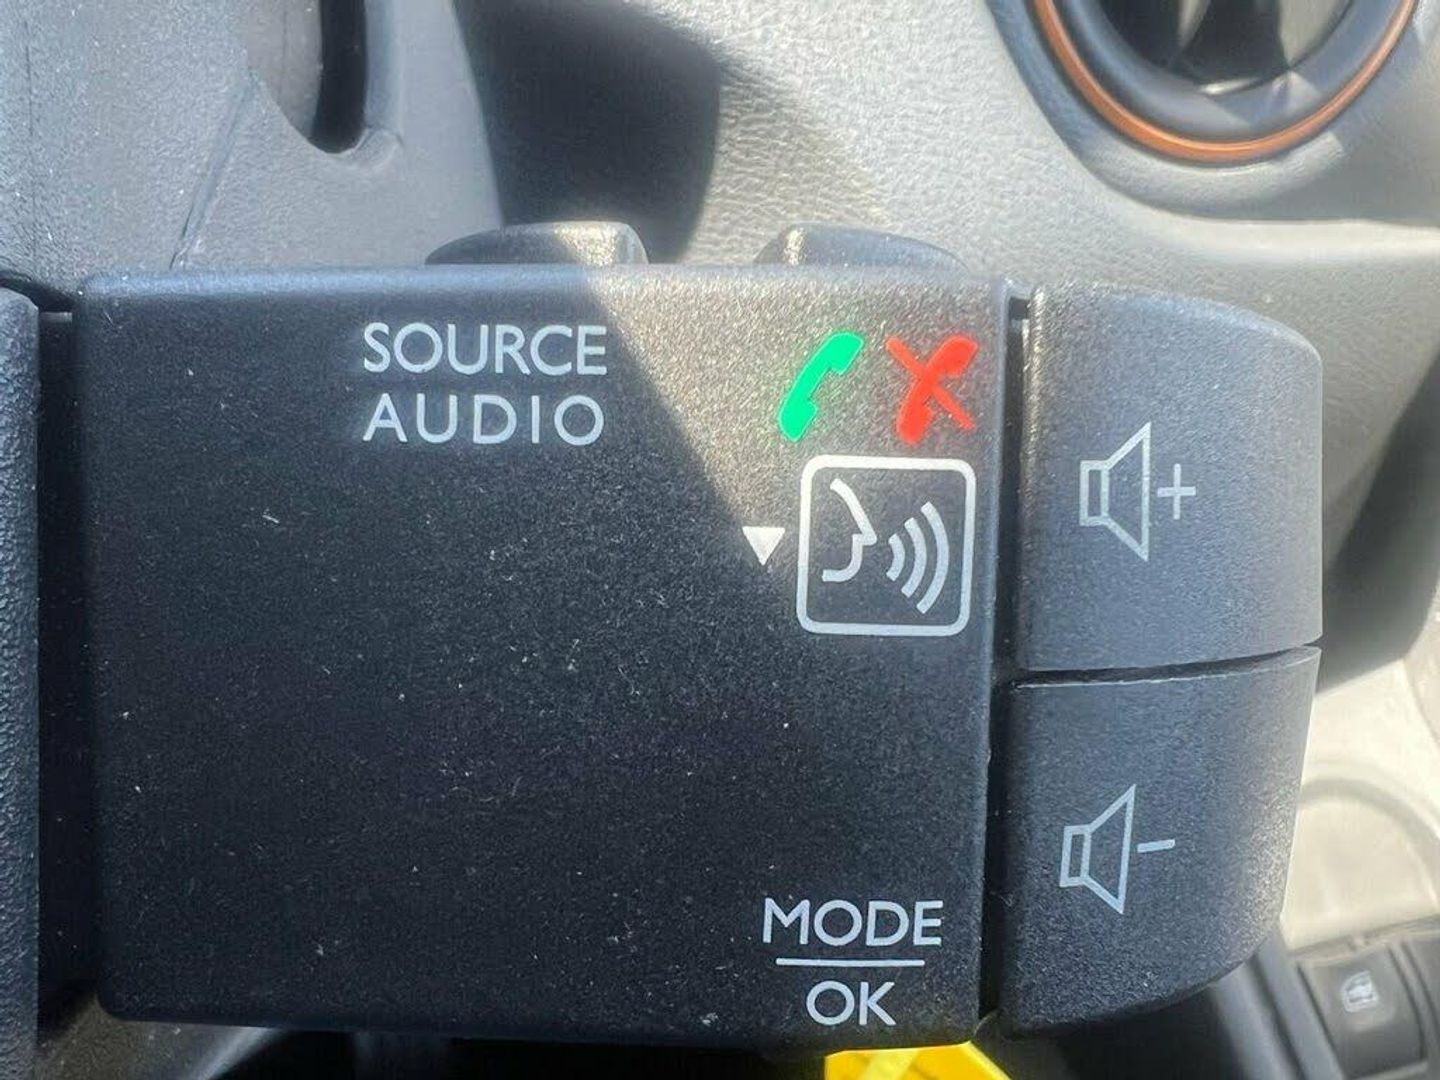 SOURCE
AUDIO
+
-
MODE
OK